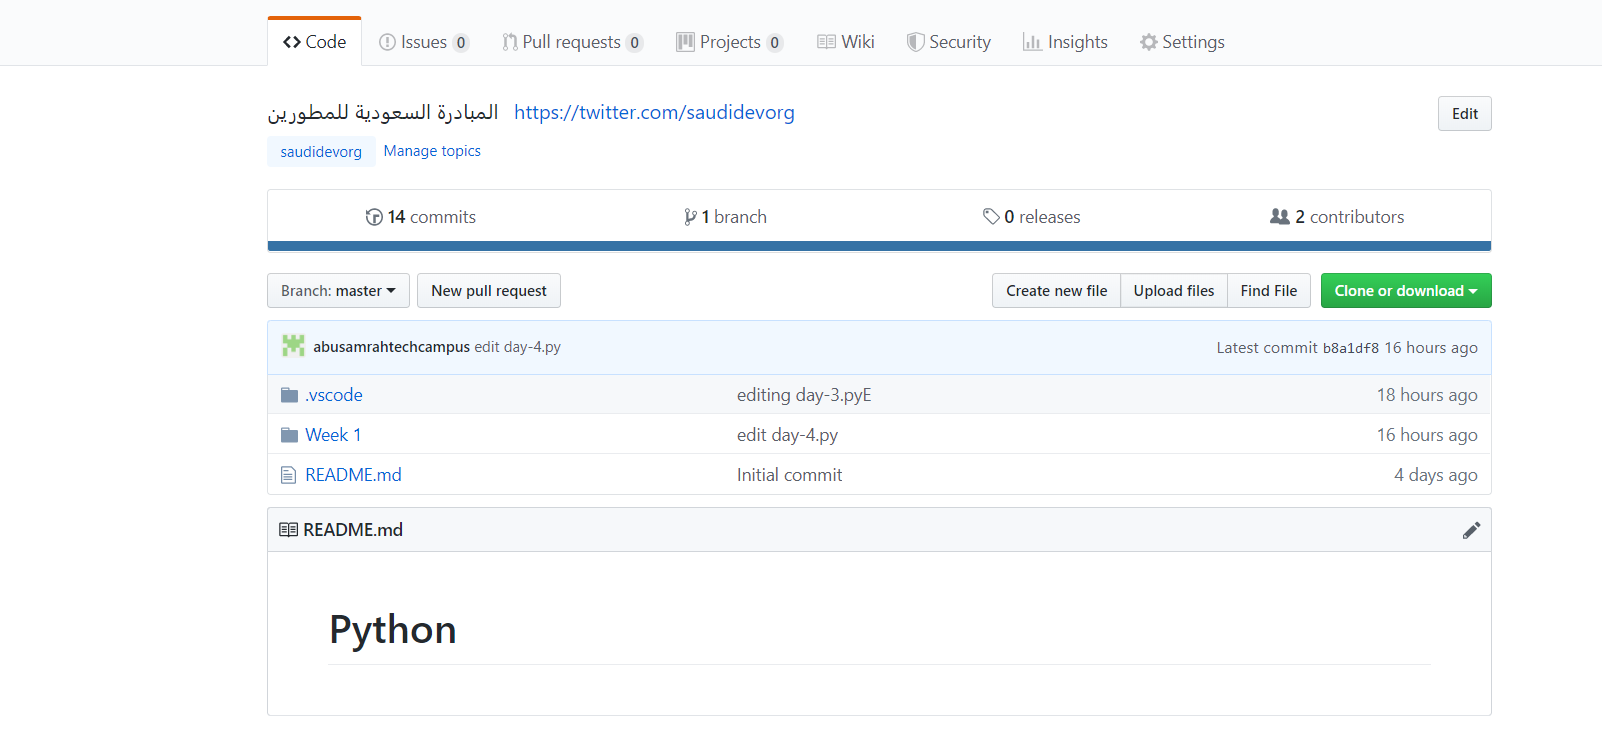 Code Issues 0 Pull requests 0 Projects 0 Wiki Security Insights Settings
المبادرة السعودية للمطورين https://twitter.com/saudidevorg Edit
saudidevorg Manage topics
14 commits 1 branch 0 releases 2 contributors
Branch: master New pull request Create new file Upload files Find File Clone or download
abusamrahtechcampus edit day-4.py Latest commit b8a1df8 16 hours ago
.vscode editing day-3.pyE 18 hours ago
Week 1 edit day-4.py 16 hours ago
README.md Initial commit 4 days ago
README.md
Python